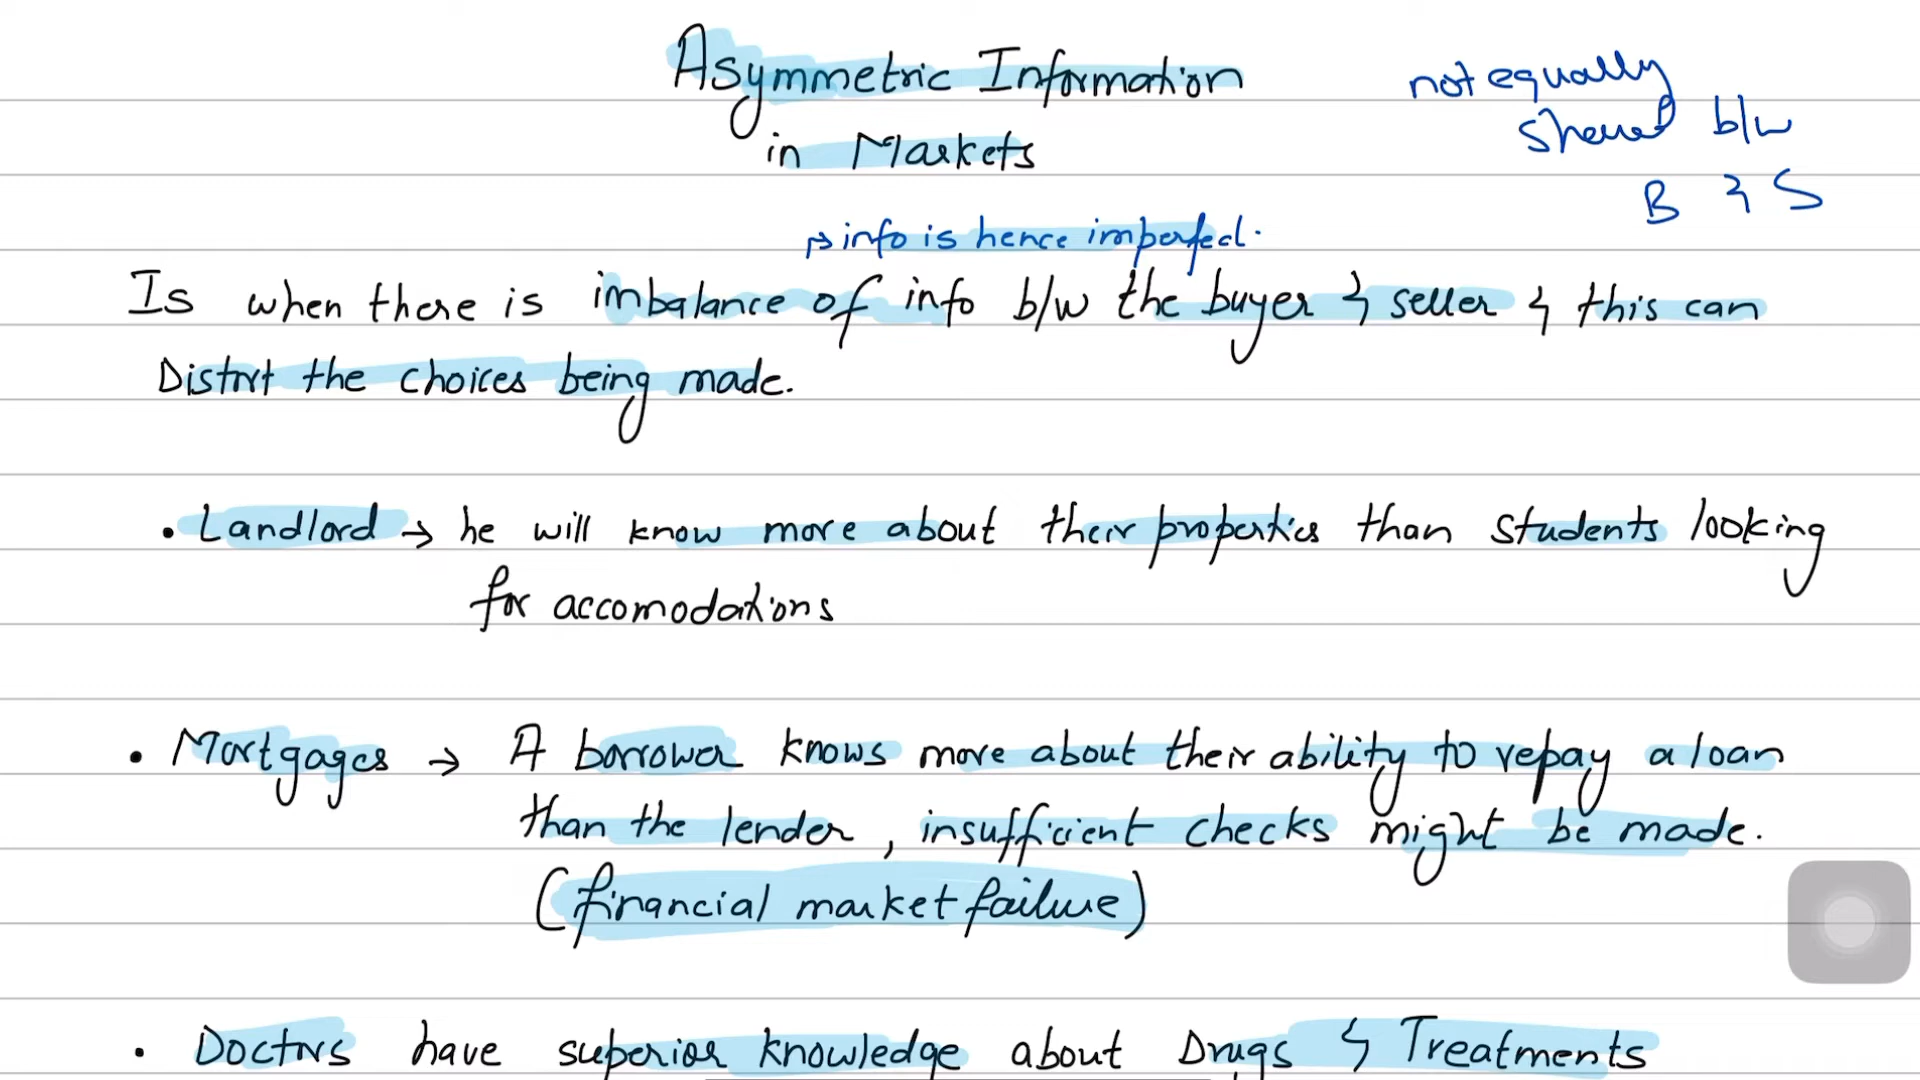 Asymmetric Information
in Markets
not equally
shared b/w
B & S
→ info is hence imperfect.
Is when there is imbalance of info b/w the buyer & seller & this can
Distort the choices being made.
• Landlord → he will know more about their properties than students looking
for accomodations
• Mortgages → A borrower knows more about their ability to repay a loan
than the lender, insufficient checks might be made.
(financial market failure)
• Doctors have superior knowledge about Drugs & Treatments